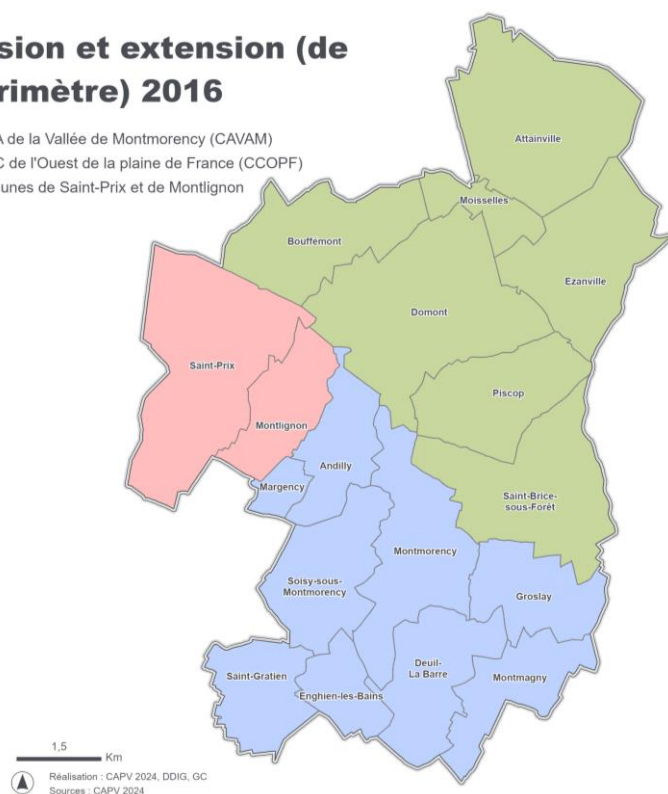 sion et extension (de
rimètre) 2016
A de la Vallée de Montmorency (CAVAM)
C de l'Ouest de la plaine de France (CCOPF)
unes de Saint-Prix et de Montlignon
Attainville
Moisselles
Bouffémont
Ezanville
Domont
Saint-Prix
Piscop
Montlignon
Andilly
Margency
Saint-Brice-
sous-Forêt
Montmorency
Soisy-sous-
Montmorency
Groslay
Deuil-
La Barre
Saint-Gratien
Montmagny
Enghien-les-Bains
1,5
Km
Réalisation : CAPV 2024, DDIG, GC
Sources : CAPV 2024